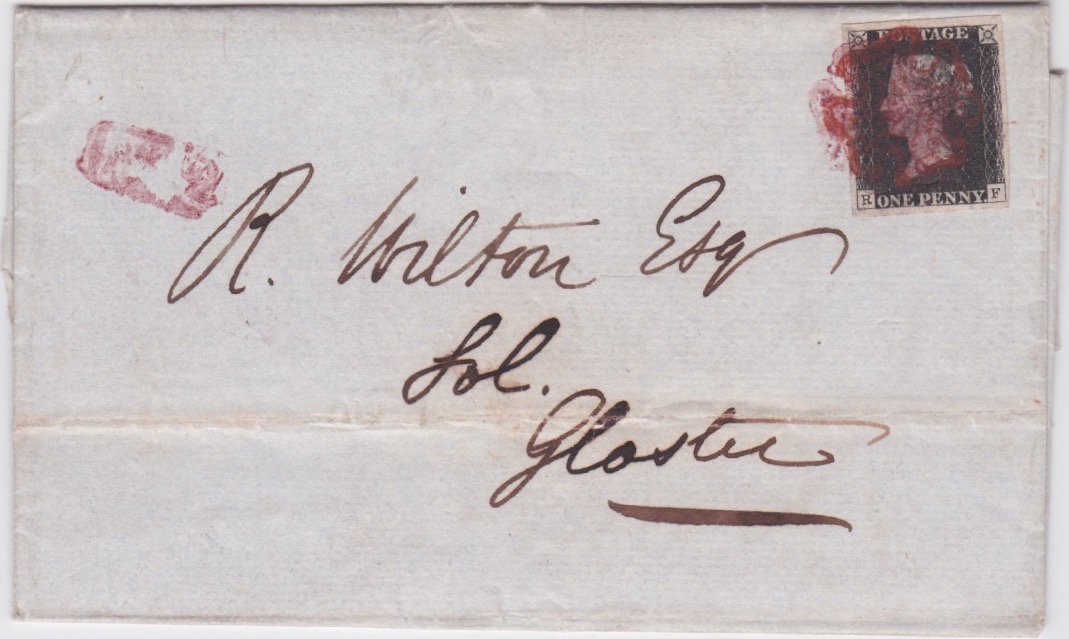 POSTAGE
R ONE PENNY. F
R. Wilton Esq
Sol.
Gloster